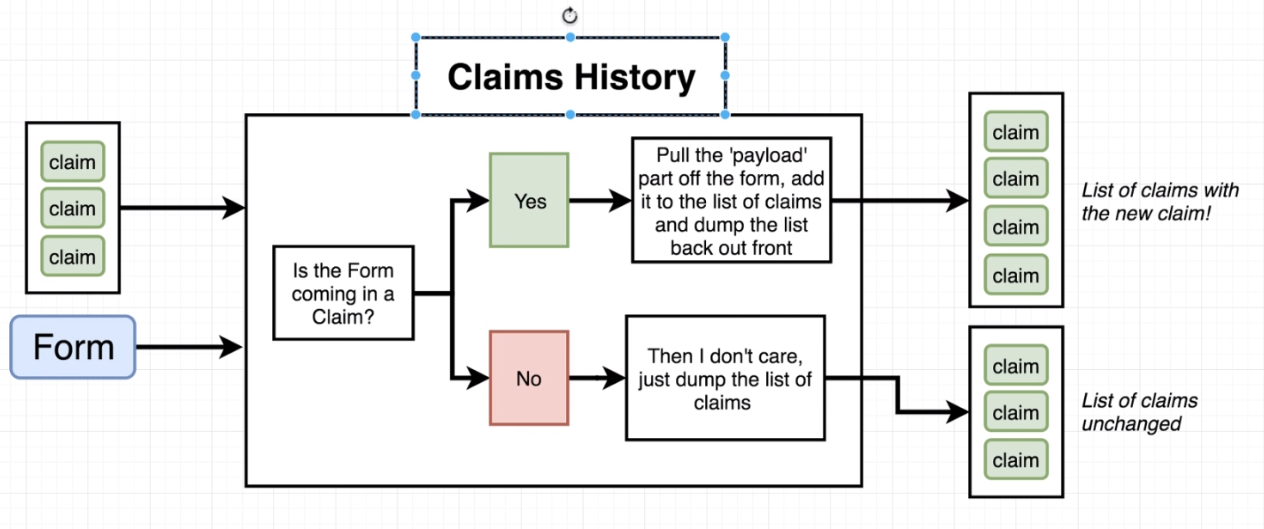 Claims History
claim
claim
claim
Form
Is the Form
coming in a
Claim?
Yes
Pull the 'payload'
part off the form, add
it to the list of claims
and dump the list
back out front
No
Then I don't care,
just dump the list of
claims
claim
claim
claim
claim
List of claims with
the new claim!
claim
claim
claim
List of claims
unchanged